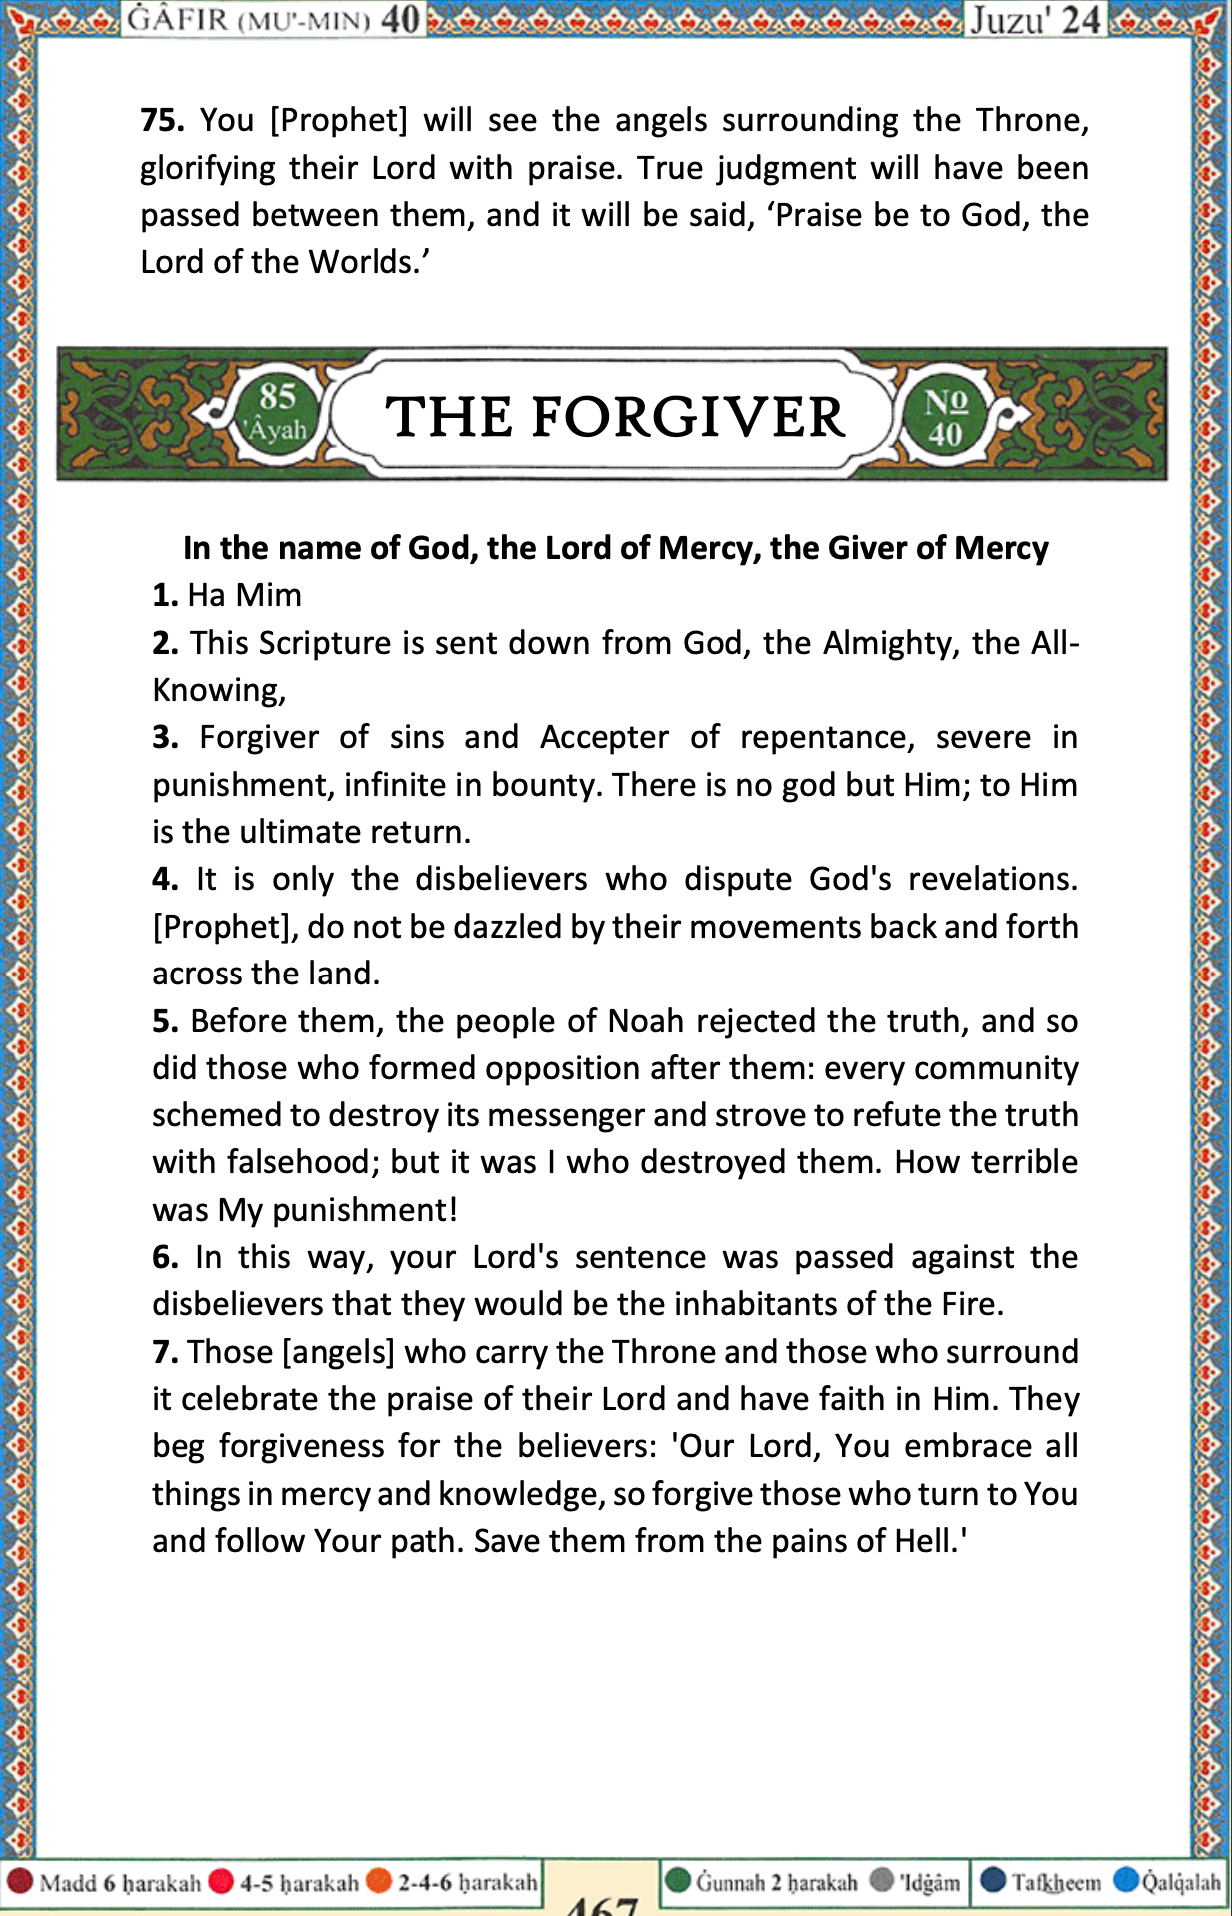 ĠÂFIR (MU'-MIN) 40
Juzu' 24
75. You [Prophet] will see the angels surrounding the Throne,
glorifying their Lord with praise. True judgment will have been
passed between them, and it will be said, ‘Praise be to God, the
Lord of the Worlds.’
85
'Âyah
THE FORGIVER
No
40
In the name of God, the Lord of Mercy, the Giver of Mercy
1. Ha Mim
2. This Scripture is sent down from God, the Almighty, the All-
Knowing,
3. Forgiver of sins and Accepter of repentance, severe in
punishment, infinite in bounty. There is no god but Him; to Him
is the ultimate return.
4. It is only the disbelievers who dispute God's revelations.
[Prophet], do not be dazzled by their movements back and forth
across the land.
5. Before them, the people of Noah rejected the truth, and so
did those who formed opposition after them: every community
schemed to destroy its messenger and strove to refute the truth
with falsehood; but it was I who destroyed them. How terrible
was My punishment!
6. In this way, your Lord's sentence was passed against the
disbelievers that they would be the inhabitants of the Fire.
7. Those [angels] who carry the Throne and those who surround
it celebrate the praise of their Lord and have faith in Him. They
beg forgiveness for the believers: 'Our Lord, You embrace all
things in mercy and knowledge, so forgive those who turn to You
and follow Your path. Save them from the pains of Hell.'
Madd 6 ḥarakah 4-5 ḥarakah 2-4-6 ḥarakah
467
Ġunnah 2 ḥarakah 'Idġâm
Tafkheem Q̇alq̇alah